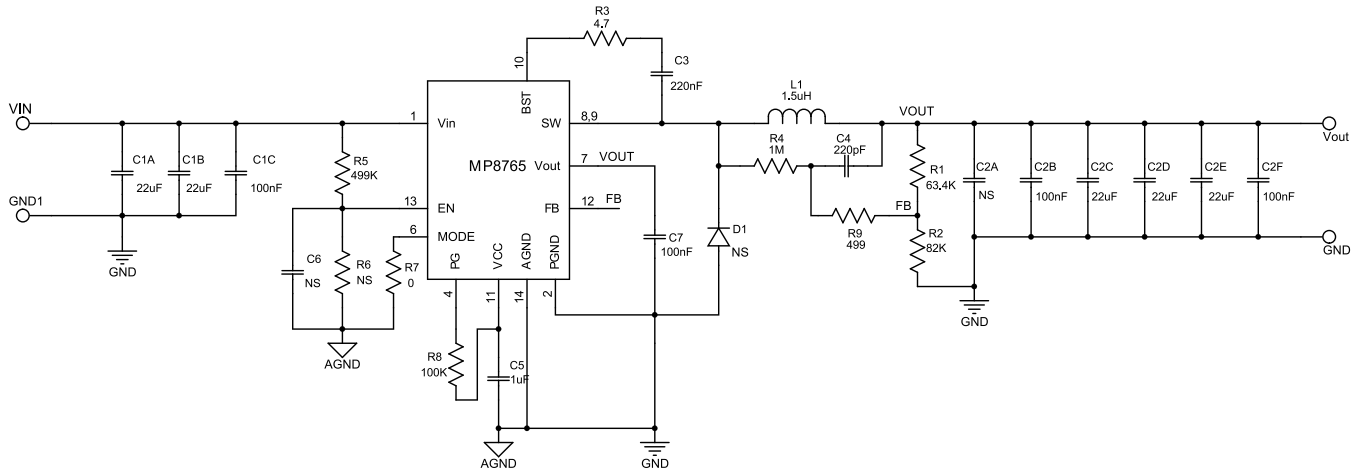 R3
4.7
C3
220nF
10
BST
VIN
1
Vin
SW
8,9
L1
1.5uH
VOUT
Vout
C1A
22uF
C1B
22uF
C1C
100nF
R5
499K
MP8765
Vout
7
VOUT
R4
1M
C4
220pF
R1
63.4K
C2A
NS
C2B
100nF
C2C
22uF
C2D
22uF
C2E
22uF
C2F
100nF
GND1
13
EN
FB
12
FB
FB
R9
499
R2
82K
GND
6
MODE
PG
VCC
AGND
PGND
C7
100nF
D1
NS
GND
C6
NS
R6
NS
R7
0
4
11
14
2
GND
AGND
R8
100K
C5
1uF
AGND
GND